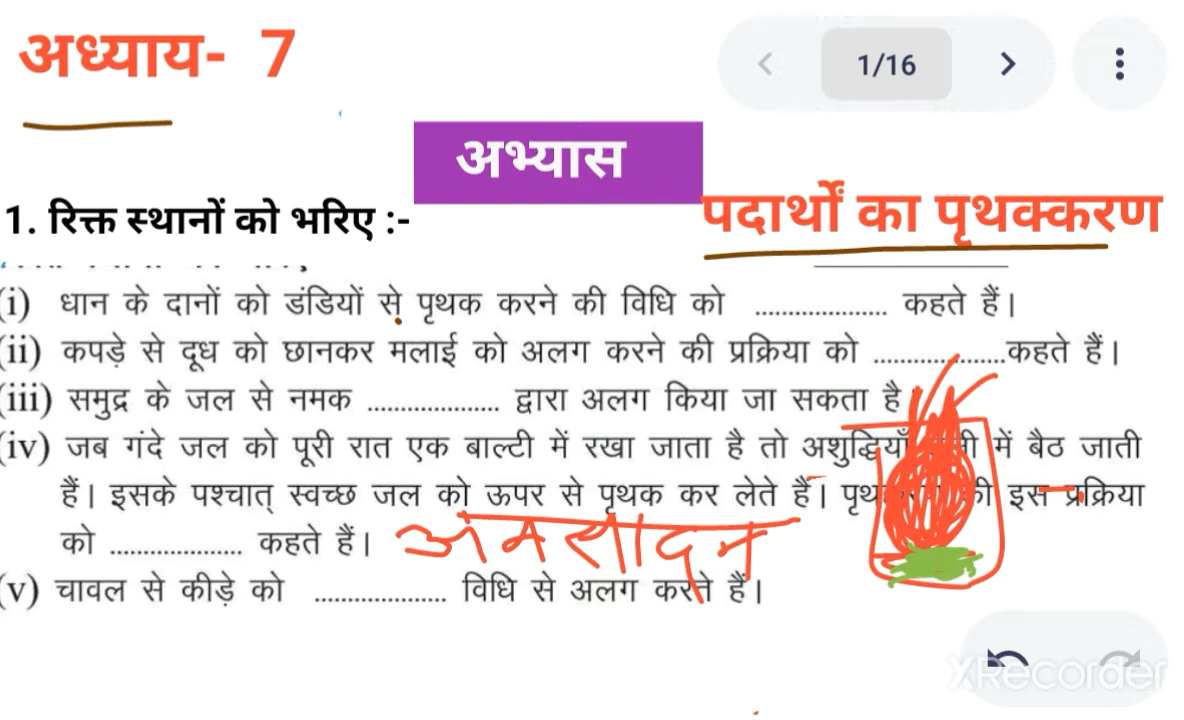 अध्याय- 7
1/16
अभ्यास
1. रिक्त स्थानों को भरिए :-
पदार्थों का पृथक्करण
(i) धान के दानों को डंडियों से पृथक करने की विधि को .................... कहते हैं।
(ii) कपड़े से दूध को छानकर मलाई को अलग करने की प्रक्रिया को ....................कहते हैं।
(iii) समुद्र के जल से नमक .................... द्वारा अलग किया जा सकता है
(iv) जब गंदे जल को पूरी रात एक बाल्टी में रखा जाता है तो अशुद्धियाँ में बैठ जाती
हैं। इसके पश्चात् स्वच्छ जल को ऊपर से पृथक कर लेते हैं। की इस प्रक्रिया
को .................... कहते हैं। अवसादन
(v) चावल से कीड़े को .................... विधि से अलग करते हैं।
XRecorder